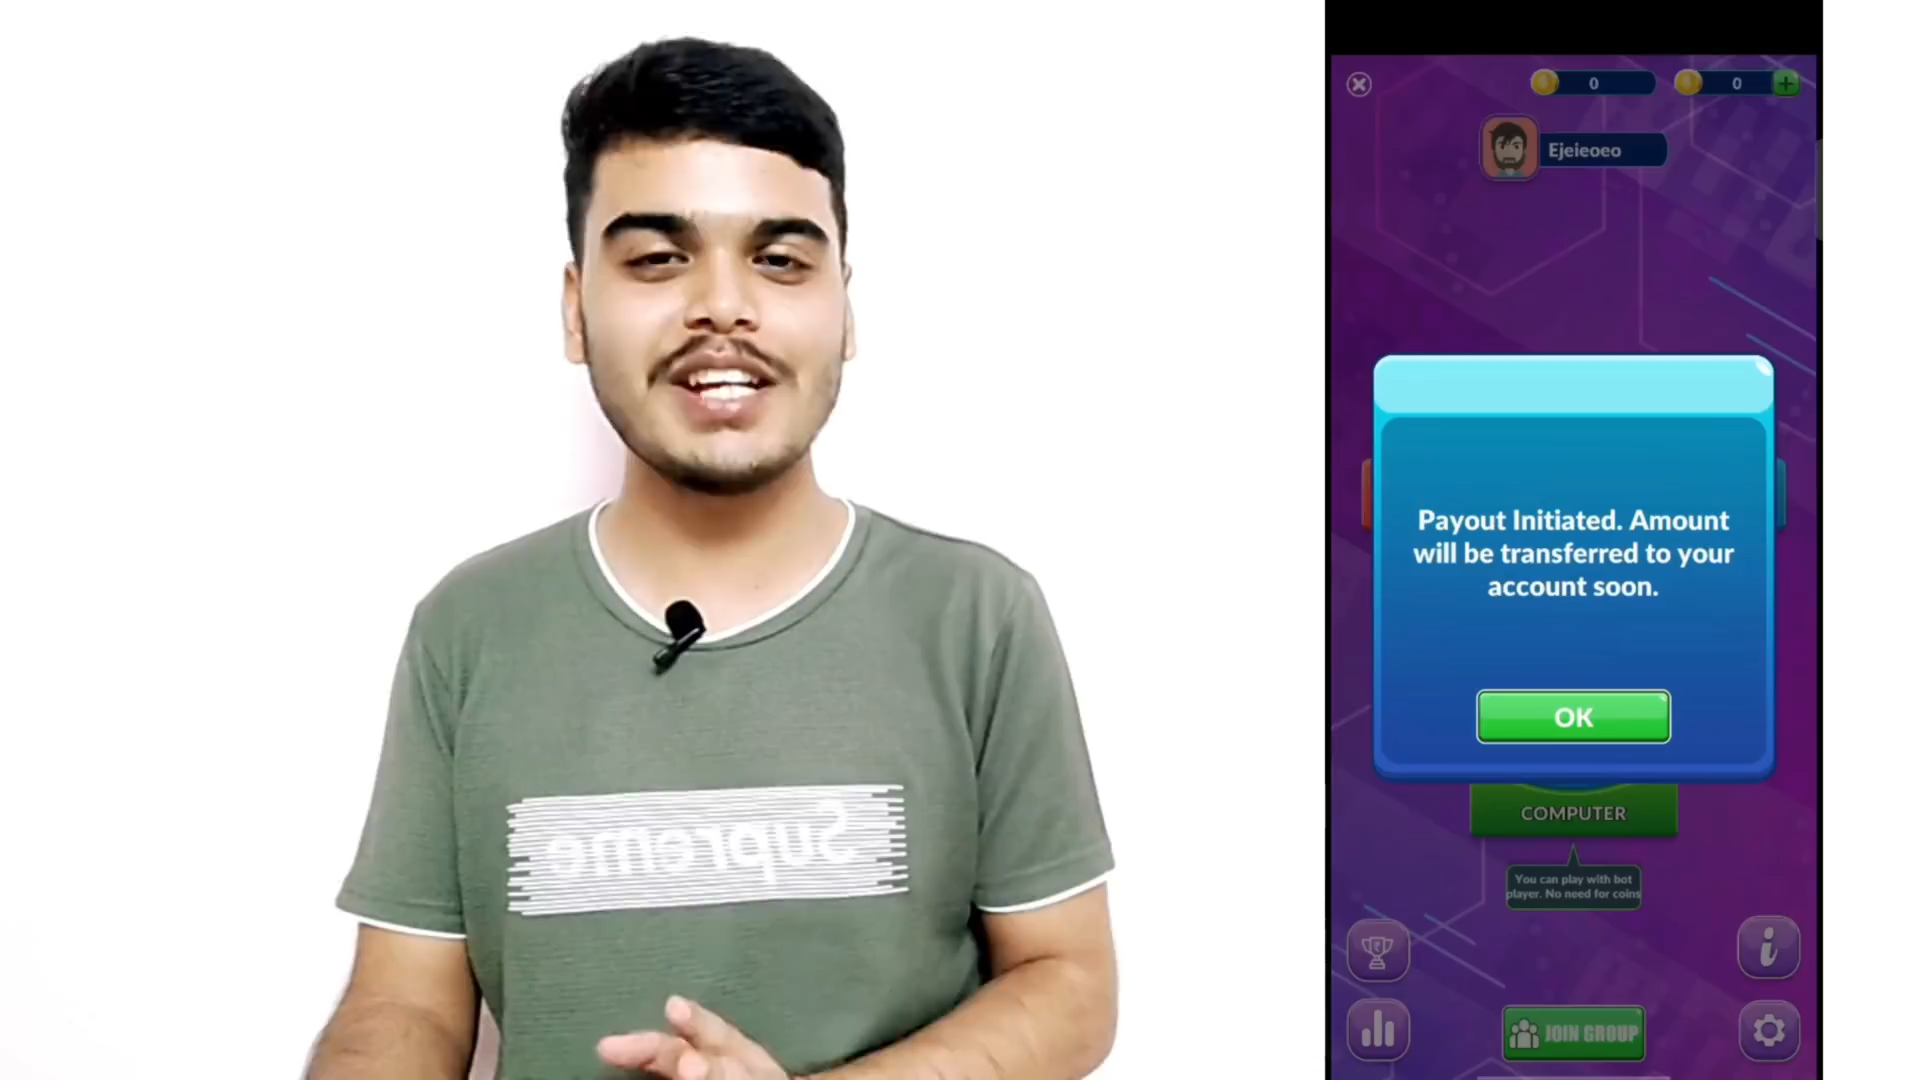 0
0
Ejeieoeo
Payout Initiated. Amount
will be transferred to your
account soon.
OK
COMPUTER
You can play with bot
player. No need for coins
JOIN GROUP
Supreme